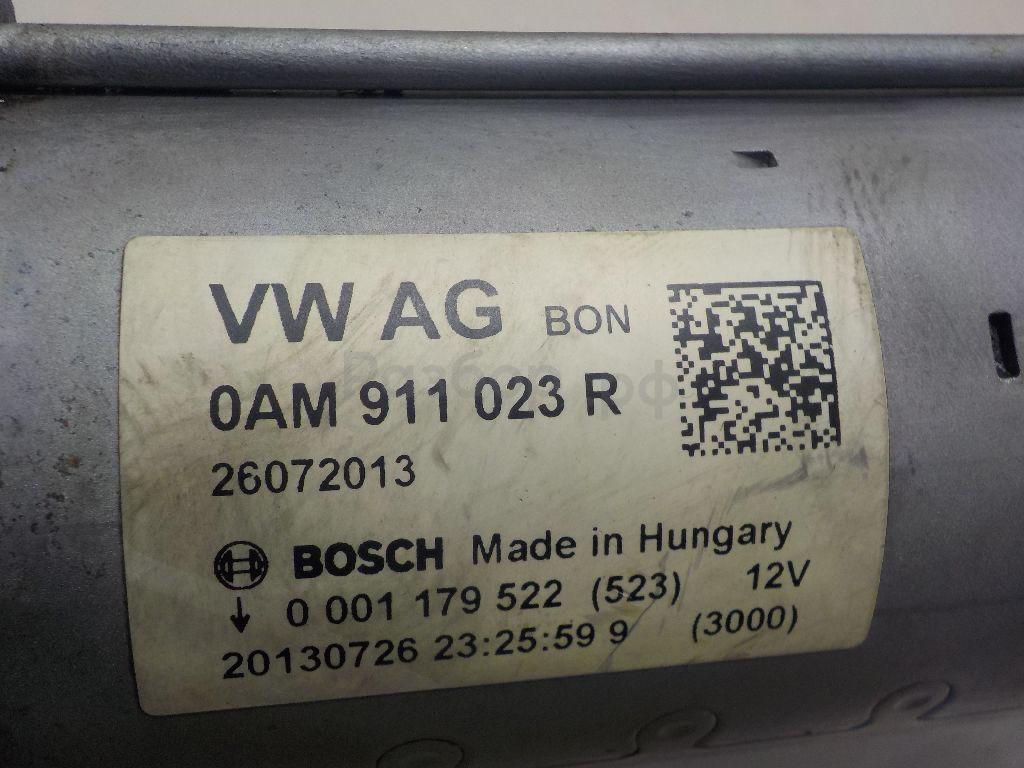 VW AG BON
0AM 911 023 R
26072013
BOSCH Made in Hungary
0 001 179 522 (523) 12V
20130726 23:25:59 9 (3000)